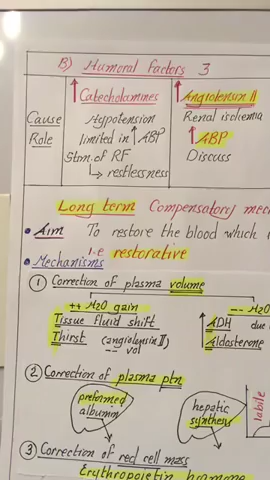 B) Humoral Factors 3
↑ Catecholamines
↑ Angiotensin II
Cause
Hypotension
Renal ischemia
Role
limited in ↑ ABP
↑ ABP
Stim. of RF
Discuss
↳ restlessness
Long term Compensatory
• Aim To restore the blood which
i.e restorative
• Mechanisms
① Correction of plasma volume
++ H2O gain
-- H2O
Tissue fluid shift
↑ ADH due
Thirst (angiotensin II)
Aldosterone
-- vol
② Correction of plasma ptn
preformed
albumin
hepatic
synthesis
labile
③ Correction of red cell mass
Erythropoietin hormone